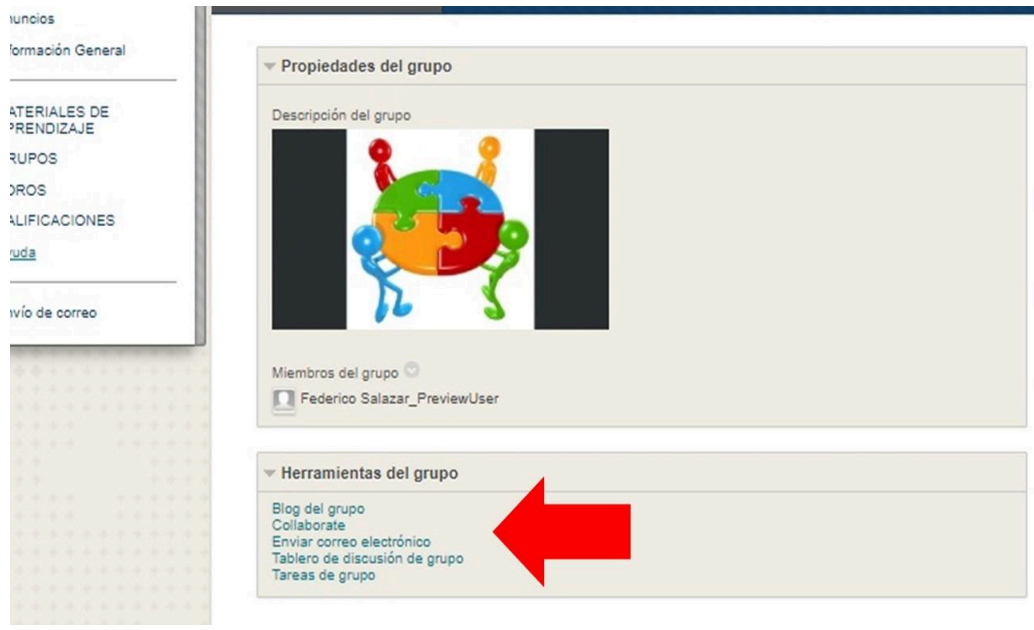 nuncios
formación General
ATERIALES DE
PRENDIZAJE
RUPOS
OROS
ALIFICACIONES
yuda
nvío de correo
Propiedades del grupo
Descripción del grupo
Miembros del grupo
Federico Salazar_PreviewUser
Herramientas del grupo
Blog del grupo
Collaborate
Enviar correo electrónico
Tablero de discusión de grupo
Tareas de grupo